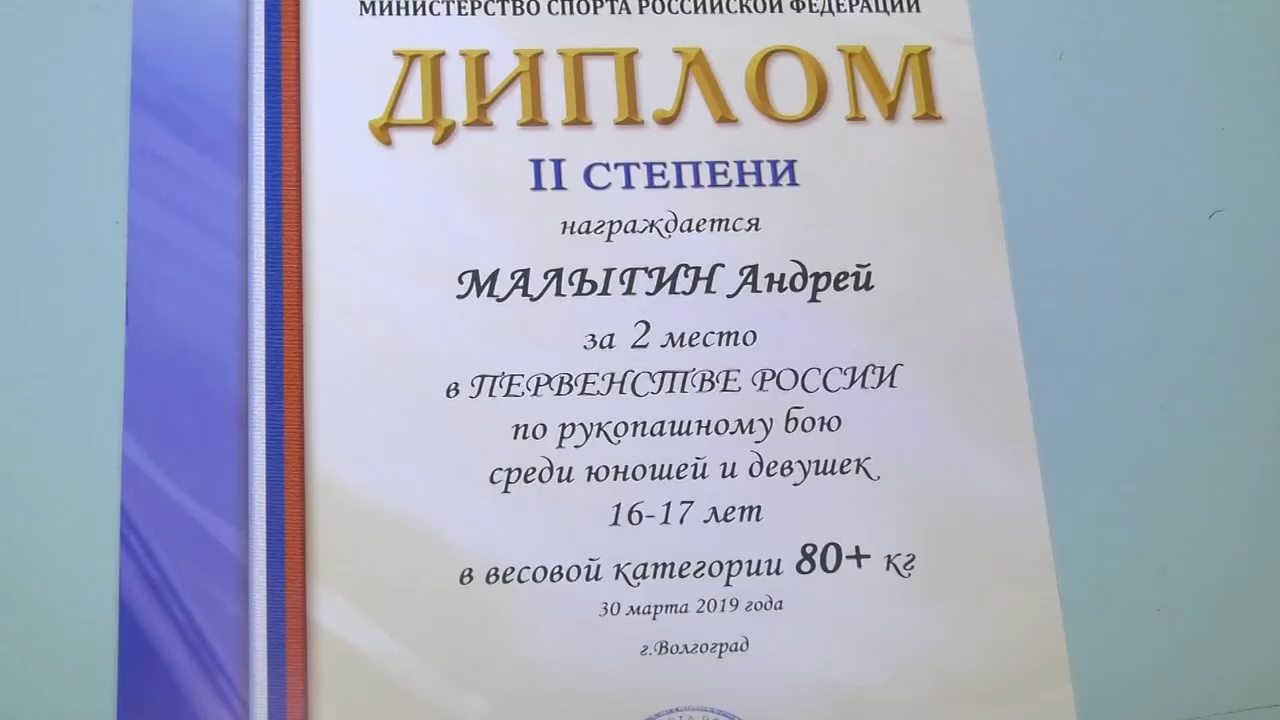 МИНИСТЕРСТВО СПОРТА РОССИЙСКОЙ ФЕДЕРАЦИИ
ДИПЛОМ
II СТЕПЕНИ
награждается
МАЛЫГИН Андрей
за 2 место
в ПЕРВЕНСТВЕ РОССИИ
по рукопашному бою
среди юношей и девушек
16-17 лет
в весовой категории 80+ кг
30 марта 2019 года
г.Волгоград